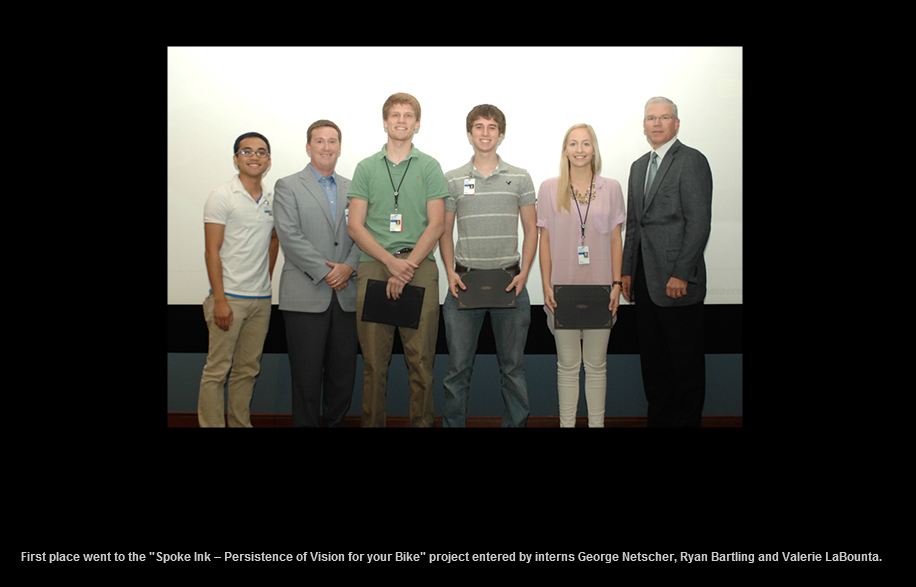 First place went to the "Spoke Ink – Persistence of Vision for your Bike" project entered by interns George Netscher, Ryan Bartling and Valerie LaBounta.